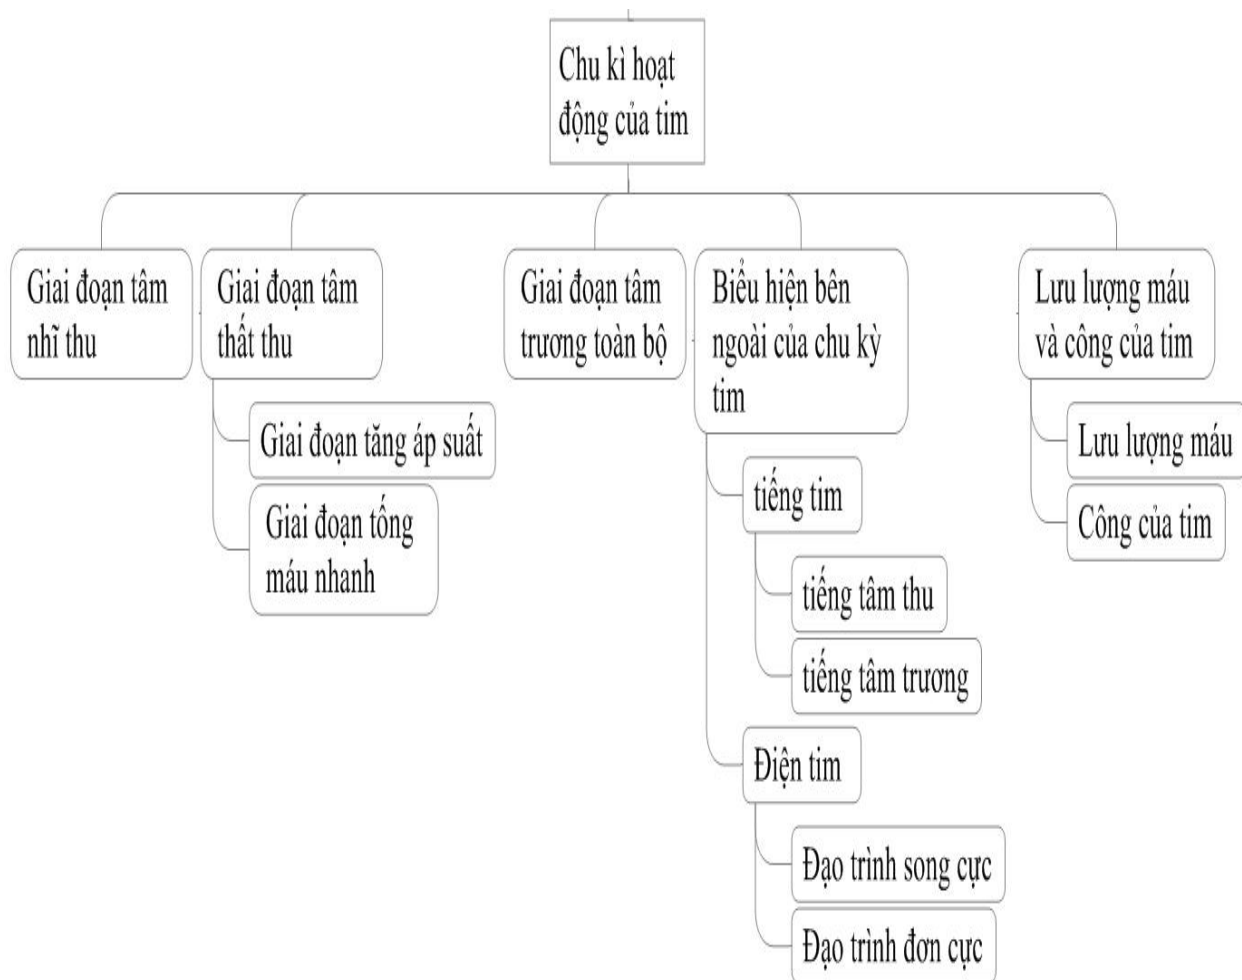 Chu kì hoạt
động của tim
Giai đoạn tâm
nhĩ thu
Giai đoạn tâm
thất thu
Giai đoạn tăng áp suất
Giai đoạn tống
máu nhanh
Giai đoạn tâm
trương toàn bộ
Biểu hiện bên
ngoài của chu kỳ
tim
tiếng tim
tiếng tâm thu
tiếng tâm trương
Điện tim
Đạo trình song cực
Đạo trình đơn cực
Lưu lượng máu
và công của tim
Lưu lượng máu
Công của tim